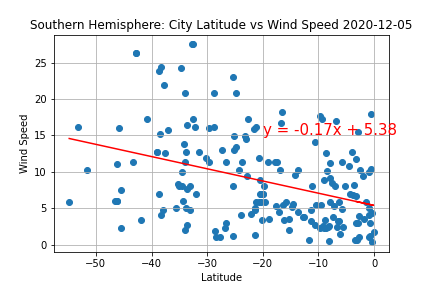 Southern Hemisphere: City Latitude vs Wind Speed 2020-12-05
25
20
15
10
5
0
Wind Speed
y = -0.17x + 5.38
−50 −40 −30 −20 −10 0
Latitude